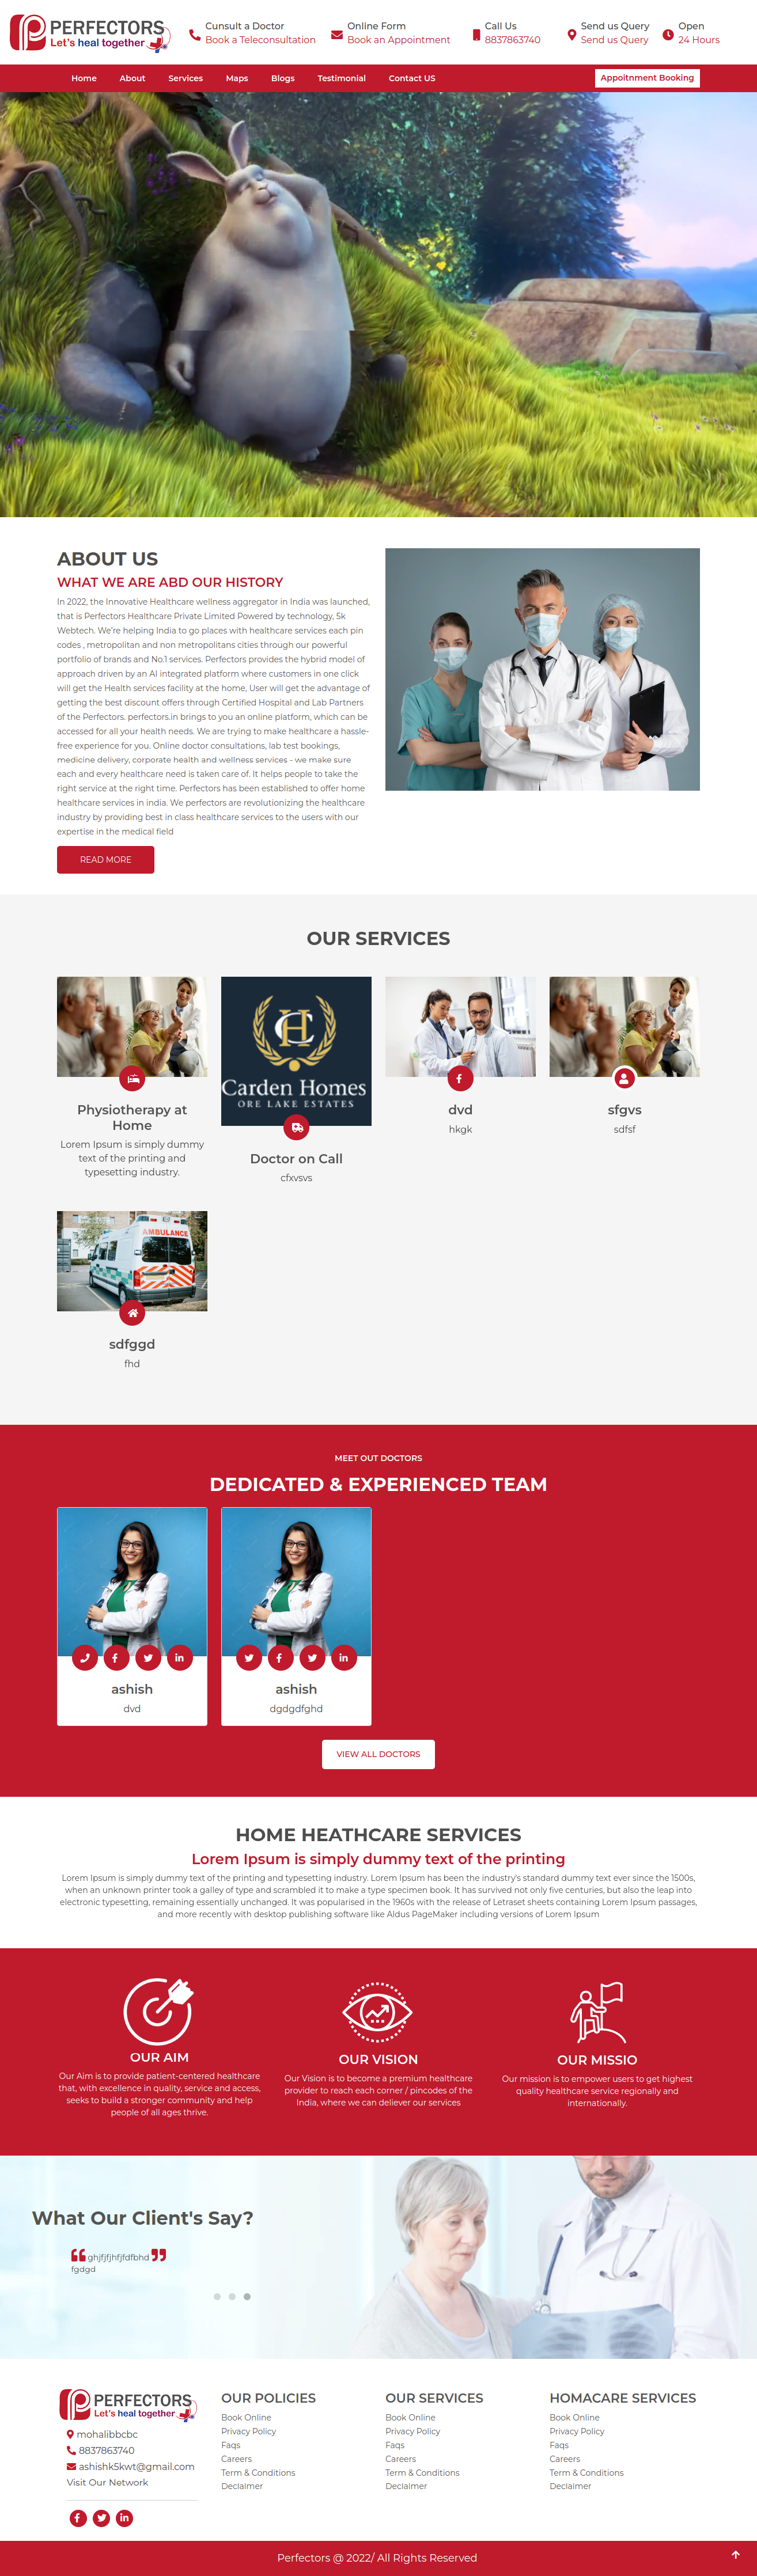 PERFECTORS
Let's heal together
Cunsult a Doctor
Book a Teleconsultation
Online Form
Book an Appointment
Call Us
8837863740
Send us Query
Send us Query
Open
24 Hours
Home About Services Maps Blogs Testimonial Contact US
Appoitnment Booking
ABOUT US
WHAT WE ARE ABD OUR HISTORY
In 2022, the Innovative Healthcare wellness aggregator in India was launched,
that is Perfectors Healthcare Private Limited Powered by technology, 5k
Webtech. We're helping India to go places with healthcare services each pin
codes , metropolitan and non metropolitans cities through our powerful
portfolio of brands and No.1 services. Perfectors provides the hybrid model of
approach driven by an AI integrated platform where customers in one click
will get the Health services facility at the home, User will get the advantage of
getting the best discount offers through Certified Hospital and Lab Partners
of the Perfectors. perfectors.in brings to you an online platform, which can be
accessed for all your health needs. We are trying to make healthcare a hassle-
free experience for you. Online doctor consultations, lab test bookings,
medicine delivery, corporate health and wellness services - we make sure
each and every healthcare need is taken care of. It helps people to take the
right service at the right time. Perfectors has been established to offer home
healthcare services in india. We perfectors are revolutionizing the healthcare
industry by providing best in class healthcare services to the users with our
expertise in the medical field
READ MORE
OUR SERVICES
Physiotherapy at
Home
Lorem Ipsum is simply dummy
text of the printing and
typesetting industry.
CH
Carden Homes
ORE LAKE ESTATES
Doctor on Call
cfxvsvs
dvd
hkgk
sfgvs
sdfsf
AMBULANCE
sdfggd
fhd
MEET OUT DOCTORS
DEDICATED & EXPERIENCED TEAM
ashish
dvd
ashish
dgdgdfghd
VIEW ALL DOCTORS
HOME HEATHCARE SERVICES
Lorem Ipsum is simply dummy text of the printing
Lorem Ipsum is simply dummy text of the printing and typesetting industry. Lorem Ipsum has been the industry's standard dummy text ever since the 1500s,
when an unknown printer took a galley of type and scrambled it to make a type specimen book. It has survived not only five centuries, but also the leap into
electronic typesetting, remaining essentially unchanged. It was popularised in the 1960s with the release of Letraset sheets containing Lorem Ipsum passages,
and more recently with desktop publishing software like Aldus PageMaker including versions of Lorem Ipsum
OUR AIM
Our Aim is to provide patient-centered healthcare
that, with excellence in quality, service and access,
seeks to build a stronger community and help
people of all ages thrive.
OUR VISION
Our Vision is to become a premium healthcare
provider to reach each corner / pincodes of the
India, where we can deliever our services
OUR MISSIO
Our mission is to empower users to get highest
quality healthcare service regionally and
internationally.
What Our Client's Say?
ghjfjfjhfjfdfbhd
fgdgd
PERFECTORS
Let's heal together
mohalibbcbc
8837863740
ashishk5kwt@gmail.com
Visit Our Network
OUR POLICIES
Book Online
Privacy Policy
Faqs
Careers
Term & Conditions
Declaimer
OUR SERVICES
Book Online
Privacy Policy
Faqs
Careers
Term & Conditions
Declaimer
HOMACARE SERVICES
Book Online
Privacy Policy
Faqs
Careers
Term & Conditions
Declaimer
Perfectors @ 2022/ All Rights Reserved